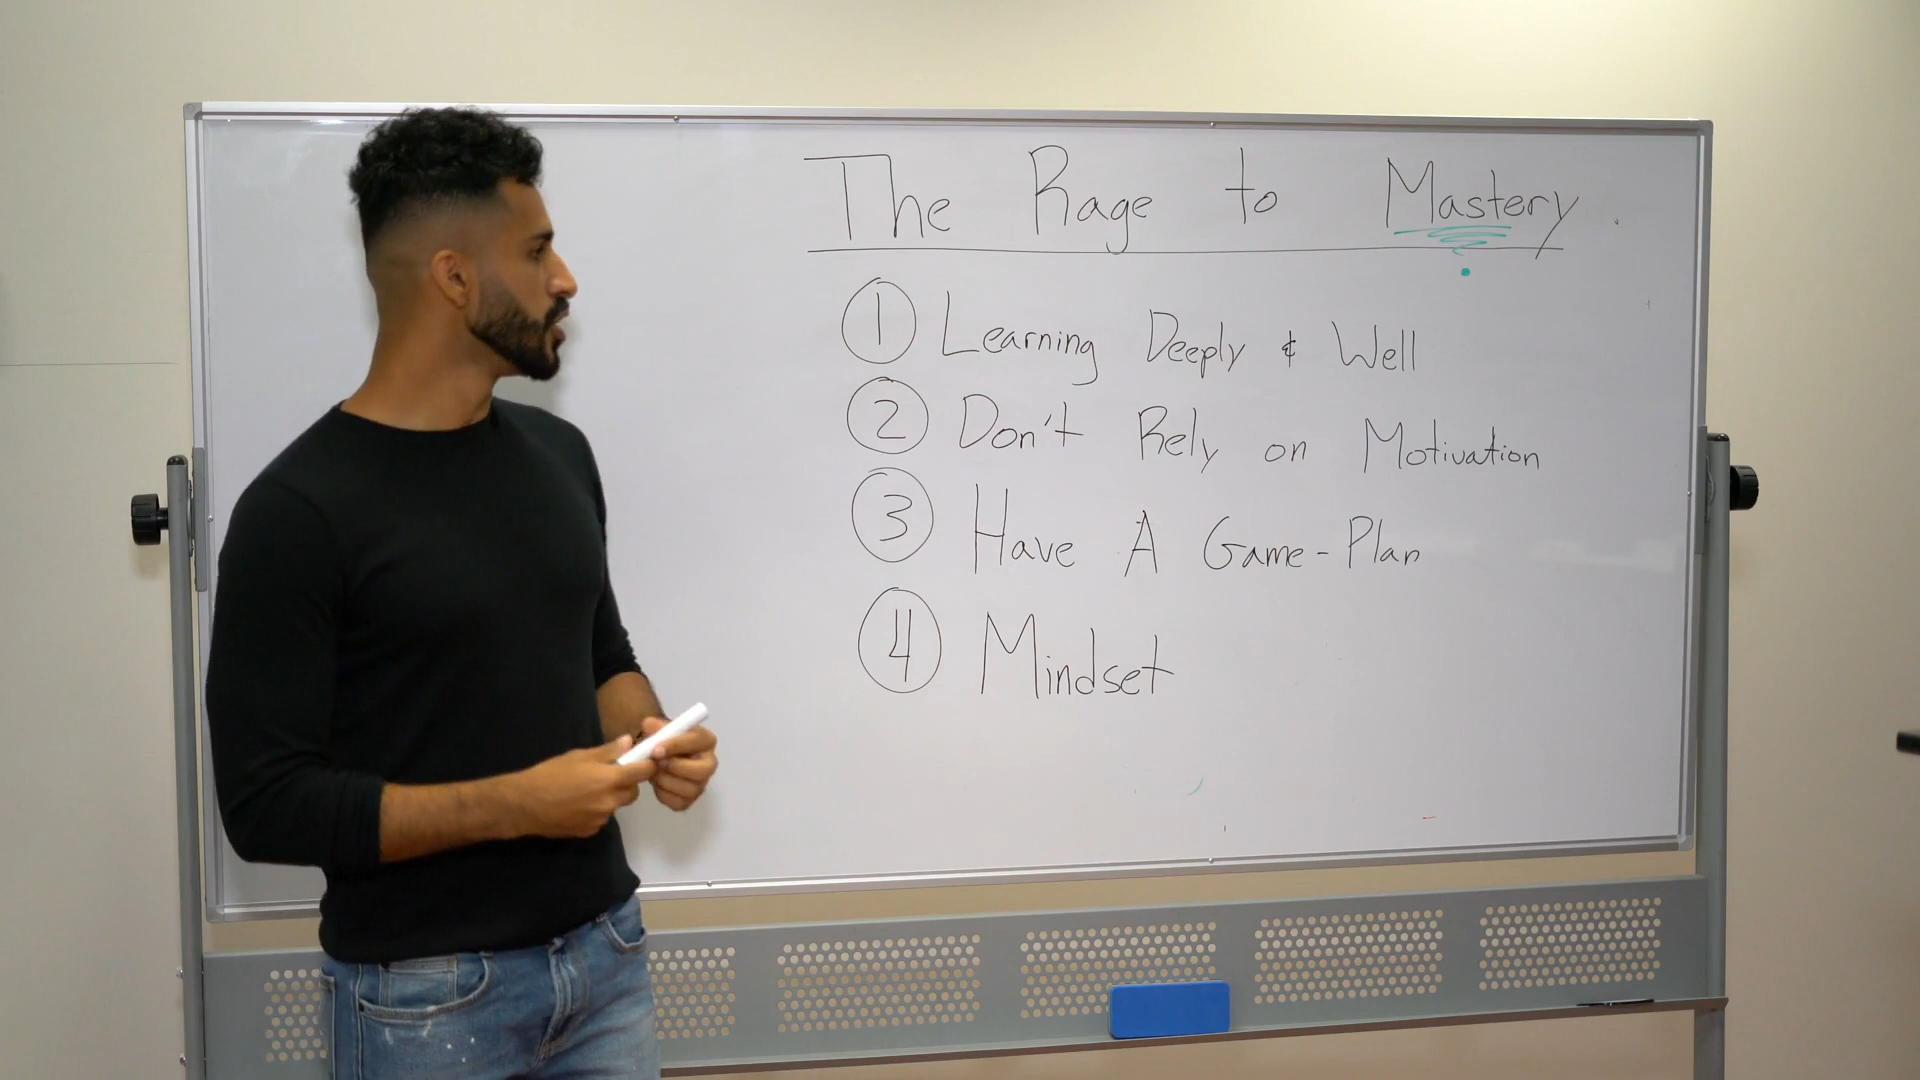 The Rage to Mastery.
1 Learning Deeply & Well
2 Don't Rely on Motivation
3 Have A Game-Plan
4 Mindset